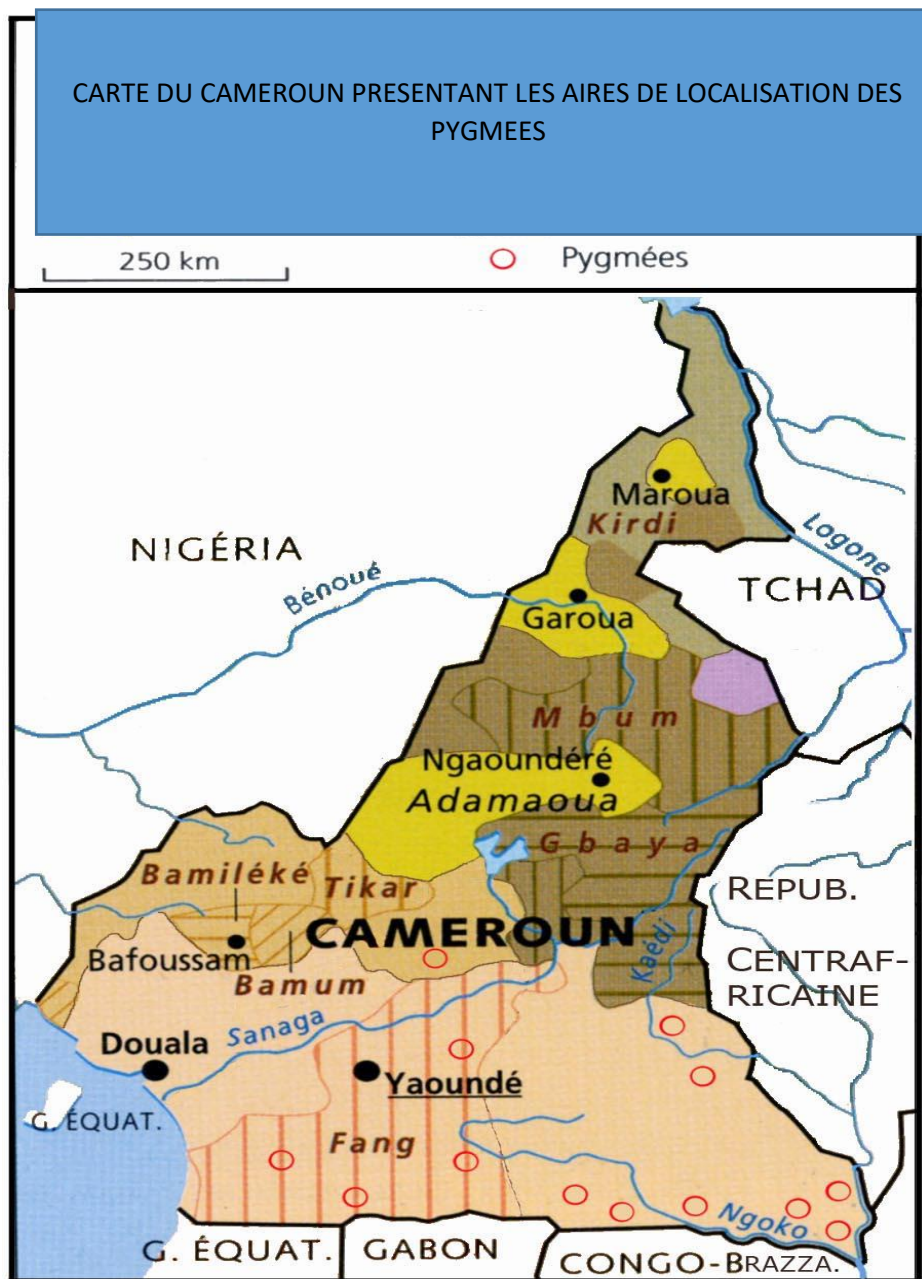 CARTE DU CAMEROUN PRESENTANT LES AIRES DE LOCALISATION DES
PYGMEES
250 km
Pygmées
Maroua
Kirdi
Logone
NIGÉRIA
TCHAD
Bénoué
Garoua
Mbum
Ngaoundéré
Adamaoua
Gbaya
Bamiléké
Tikar
REPUB.
CAMEROUN
Kaédi
Bafoussam
CENTRAF-
RICAINE
Bamum
Sanaga
Douala
Yaoundé
G. ÉQUAT.
Fang
Ngoko
G. ÉQUAT.
GABON
CONGO-BRAZZA.